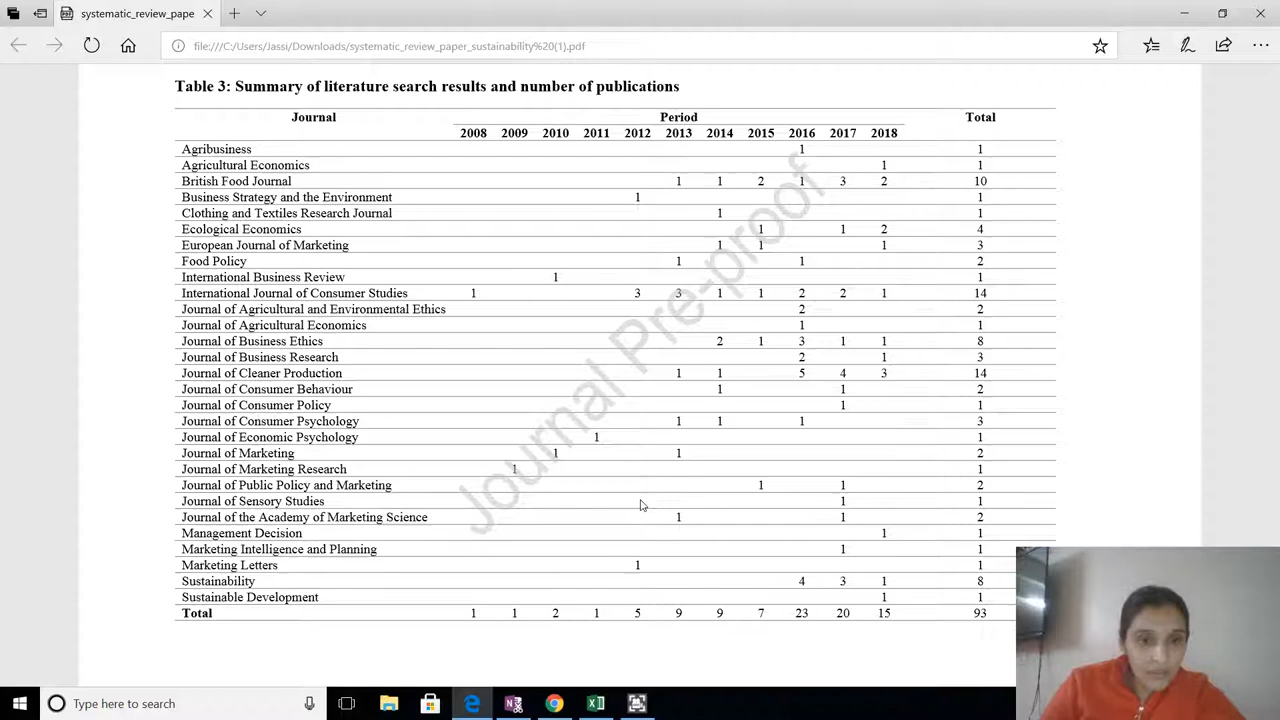 systematic_review_pape
file:///C:/Users/Jassi/Downloads/systematic_review_paper_sustainability%20(1).pdf
Table 3: Summary of literature search results and number of publications
Journal Period Total
2008 2009 2010 2011 2012 2013 2014 2015 2016 2017 2018
Agribusiness 1 1
Agricultural Economics 1 1
British Food Journal 1 1 2 1 3 2 10
Business Strategy and the Environment 1 1
Clothing and Textiles Research Journal 1 1
Ecological Economics 1 1 2 4
European Journal of Marketing 1 1 1 3
Food Policy 1 1 2
International Business Review 1 1
International Journal of Consumer Studies 1 3 3 1 1 2 2 1 14
Journal of Agricultural and Environmental Ethics 2 2
Journal of Agricultural Economics 1 1
Journal of Business Ethics 2 1 3 1 1 8
Journal of Business Research 2 1 3
Journal of Cleaner Production 1 1 5 4 3 14
Journal of Consumer Behaviour 1 1 2
Journal of Consumer Policy 1 1
Journal of Consumer Psychology 1 1 1 3
Journal of Economic Psychology 1 1
Journal of Marketing 1 1 2
Journal of Marketing Research 1 1
Journal of Public Policy and Marketing 1 1 2
Journal of Sensory Studies 1 1
Journal of the Academy of Marketing Science 1 1 2
Management Decision 1 1
Marketing Intelligence and Planning 1 1
Marketing Letters 1 1
Sustainability 4 3 1 8
Sustainable Development 1 1
Total 1 1 2 1 5 9 9 7 23 20 15 93
Journal Pre-proof
Type here to search